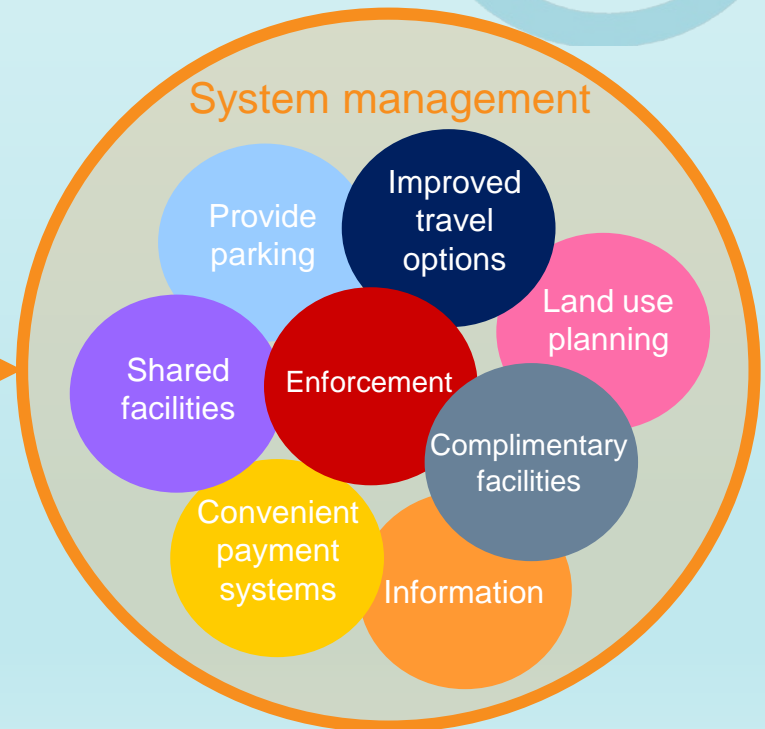 System management
Provide
parking
Improved
travel
options
Land use
planning
Shared
facilities
Enforcement
Complimentary
facilities
Convenient
payment
systems
Information